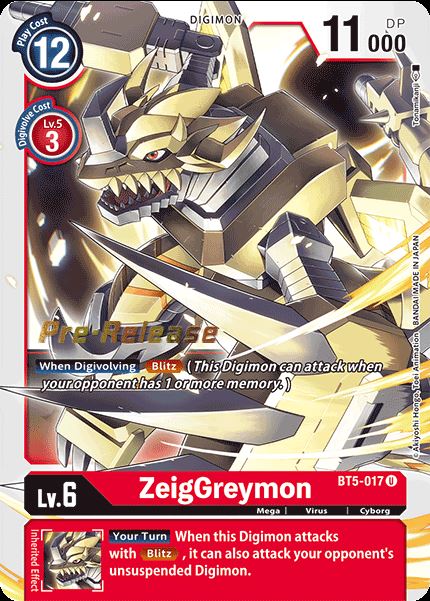 Play Cost
12
DIGIMON
11000
DP
Digivolve Cost
Lv.5
3
Tonamikanji
Pre-Release
When Digivolving Blitz (This Digimon can attack when
your opponent has 1 or more memory.)
© Akiyoshi Hongo, Toei Animation BANDAI MADE IN JAPAN
Lv.6
ZeigGreymon
BT5-017 U
Mega | Virus | Cyborg
Inherited Effect
Your Turn When this Digimon attacks
with Blitz, it can also attack your opponent's
unsuspended Digimon.